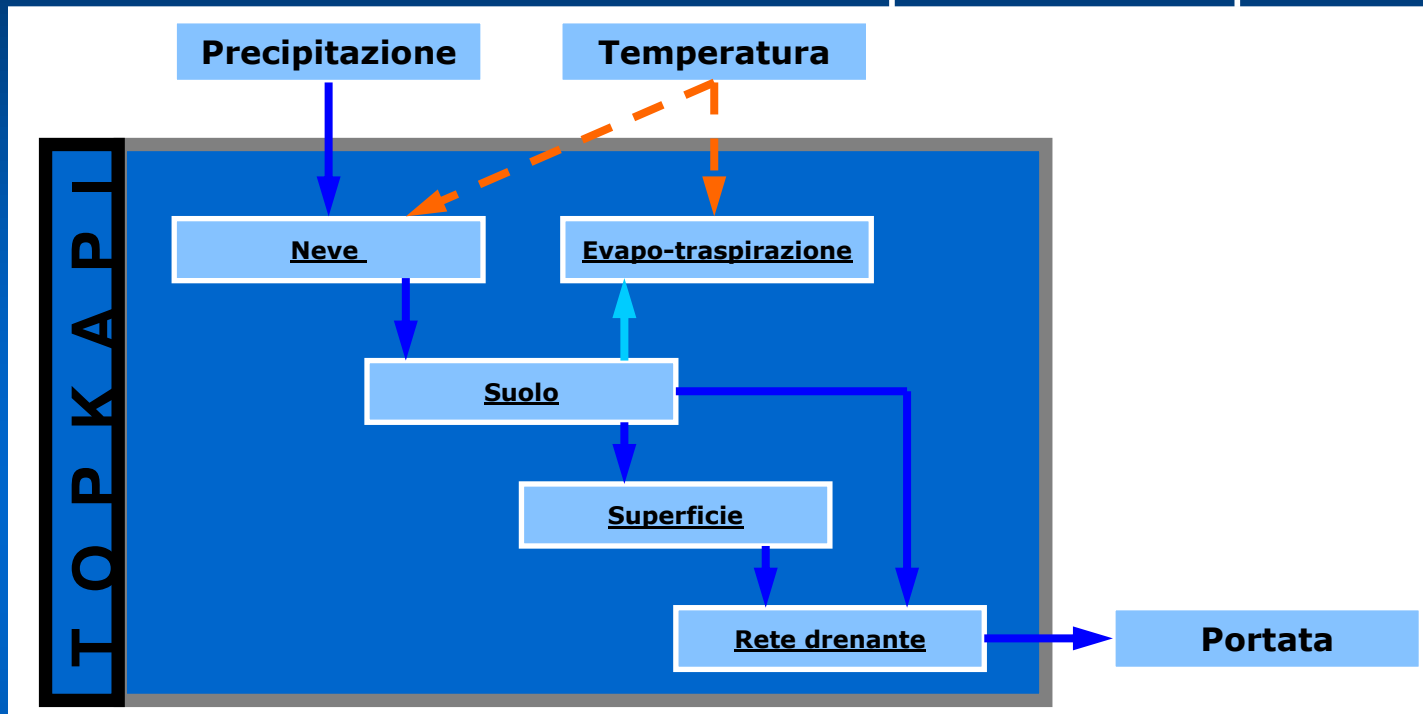 Precipitazione
Temperatura
TOPKAPI
Neve
Evapo-traspirazione
Suolo
Superficie
Rete drenante
Portata